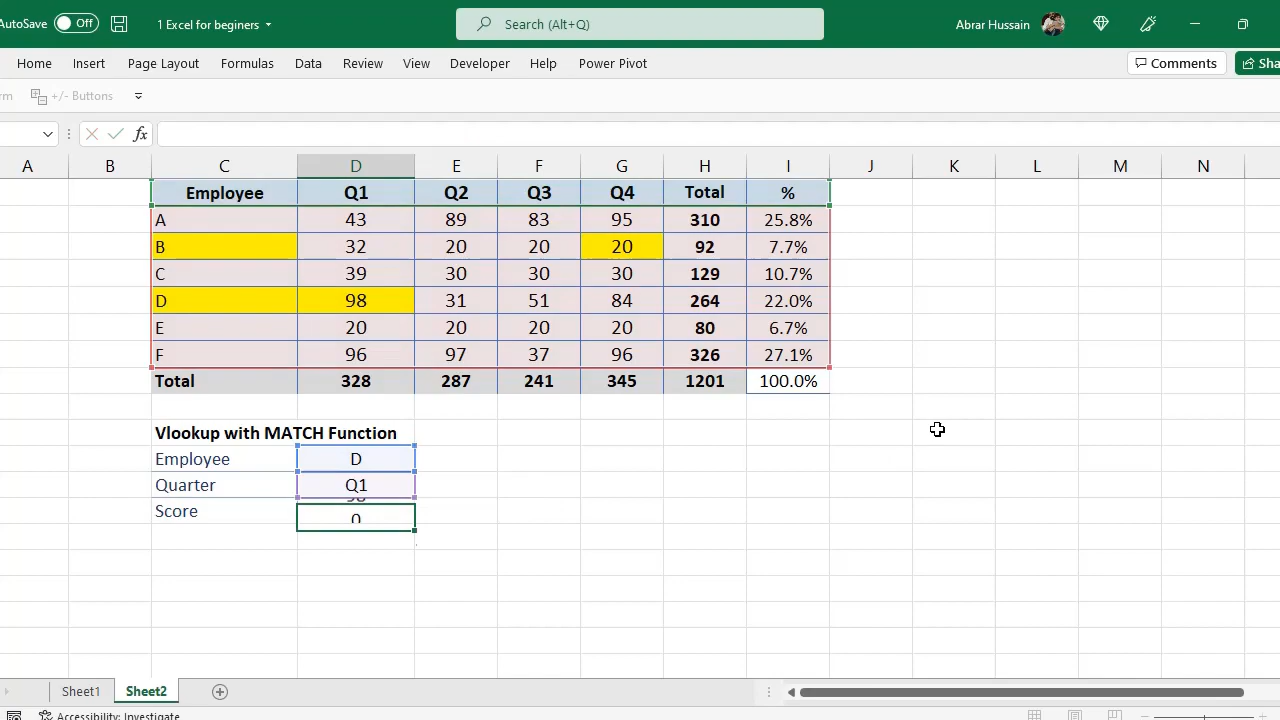 AutoSave Off 1 Excel for beginers Search (Alt+Q) Abrar Hussain
Home Insert Page Layout Formulas Data Review View Developer Help Power Pivot Comments Sha
rm +/- Buttons
fx
A B C D E F G H I J K L M N
Employee Q1 Q2 Q3 Q4 Total %
A 43 89 83 95 310 25.8%
B 32 20 20 20 92 7.7%
C 39 30 30 30 129 10.7%
D 98 31 51 84 264 22.0%
E 20 20 20 20 80 6.7%
F 96 97 37 96 326 27.1%
Total 328 287 241 345 1201 100.0%
Vlookup with MATCH Function
Employee D
Quarter Q1
Score
0
Sheet1 Sheet2
Accessibility: Investigate